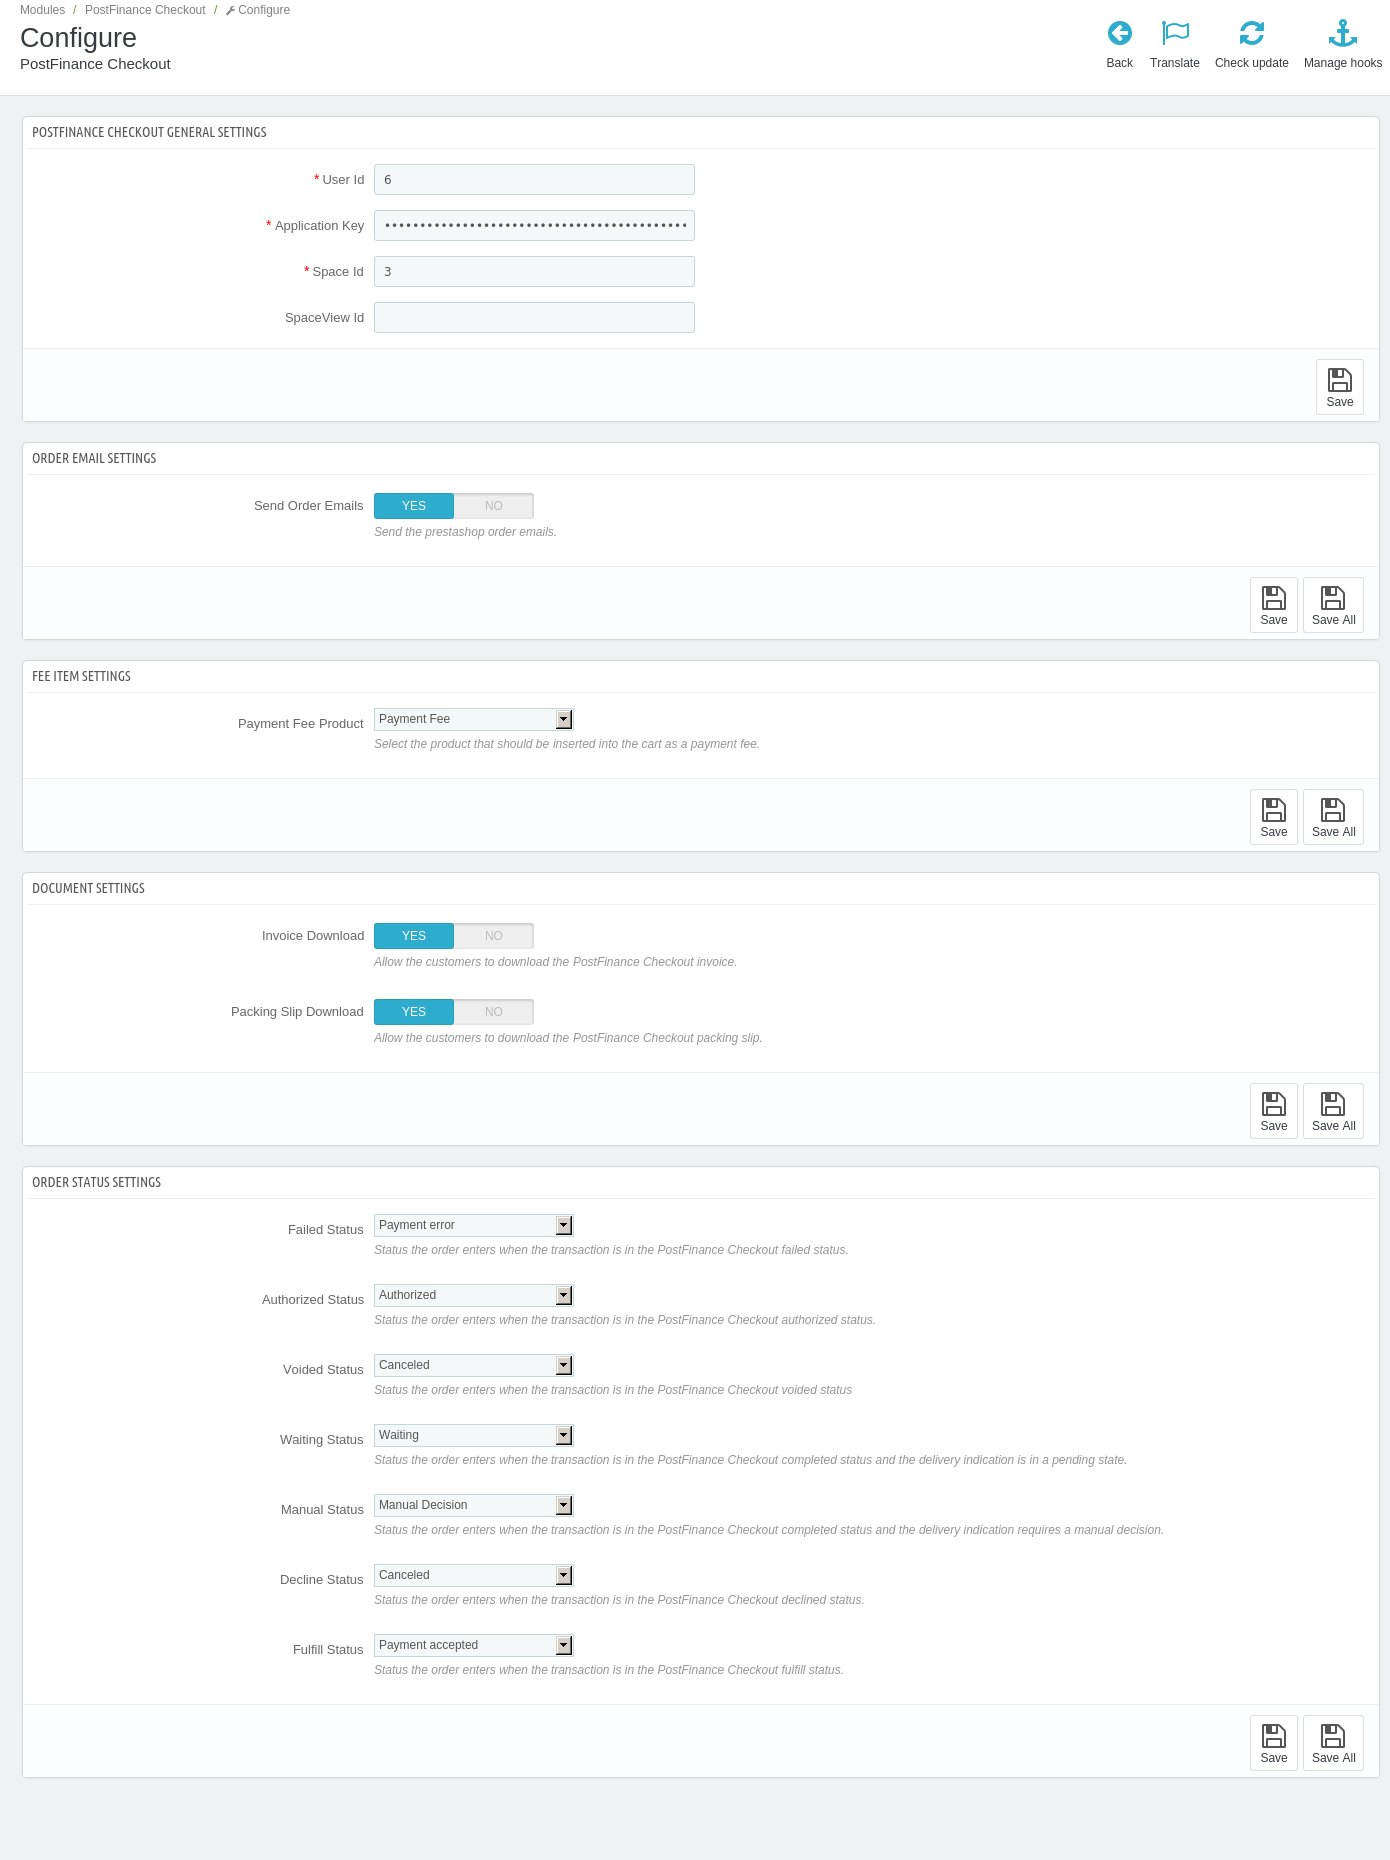 Modules / PostFinance Checkout / Configure
Configure
PostFinance Checkout
Back Translate Check update Manage hooks
POSTFINANCE CHECKOUT GENERAL SETTINGS
* User Id 6
* Application Key ••••••••••••••••••••••••••••••••••••••••••
* Space Id 3
SpaceView Id
Save
ORDER EMAIL SETTINGS
Send Order Emails YES NO
Send the prestashop order emails.
Save Save All
FEE ITEM SETTINGS
Payment Fee Product Payment Fee
Select the product that should be inserted into the cart as a payment fee.
Save Save All
DOCUMENT SETTINGS
Invoice Download YES NO
Allow the customers to download the PostFinance Checkout invoice.
Packing Slip Download YES NO
Allow the customers to download the PostFinance Checkout packing slip.
Save Save All
ORDER STATUS SETTINGS
Failed Status Payment error
Status the order enters when the transaction is in the PostFinance Checkout failed status.
Authorized Status Authorized
Status the order enters when the transaction is in the PostFinance Checkout authorized status.
Voided Status Canceled
Status the order enters when the transaction is in the PostFinance Checkout voided status
Waiting Status Waiting
Status the order enters when the transaction is in the PostFinance Checkout completed status and the delivery indication is in a pending state.
Manual Status Manual Decision
Status the order enters when the transaction is in the PostFinance Checkout completed status and the delivery indication requires a manual decision.
Decline Status Canceled
Status the order enters when the transaction is in the PostFinance Checkout declined status.
Fulfill Status Payment accepted
Status the order enters when the transaction is in the PostFinance Checkout fulfill status.
Save Save All